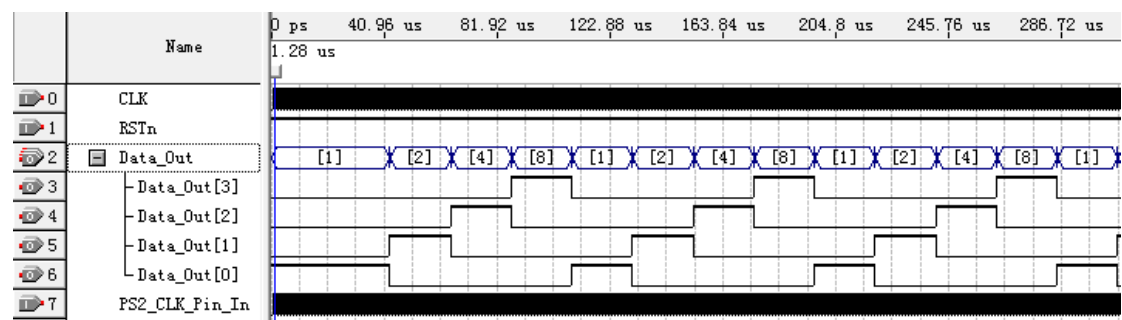 0 ps 40.96 us 81.92 us 122.88 us 163.84 us 204.8 us 245.76 us 286.72 us
Name
1.28 us
0 CLK
1 RSTn
2 Data_Out [1] [2] [4] [8] [1] [2] [4] [8] [1] [2] [4] [8] [1]
3 Data_Out[3]
4 Data_Out[2]
5 Data_Out[1]
6 Data_Out[0]
7 PS2_CLK_Pin_In